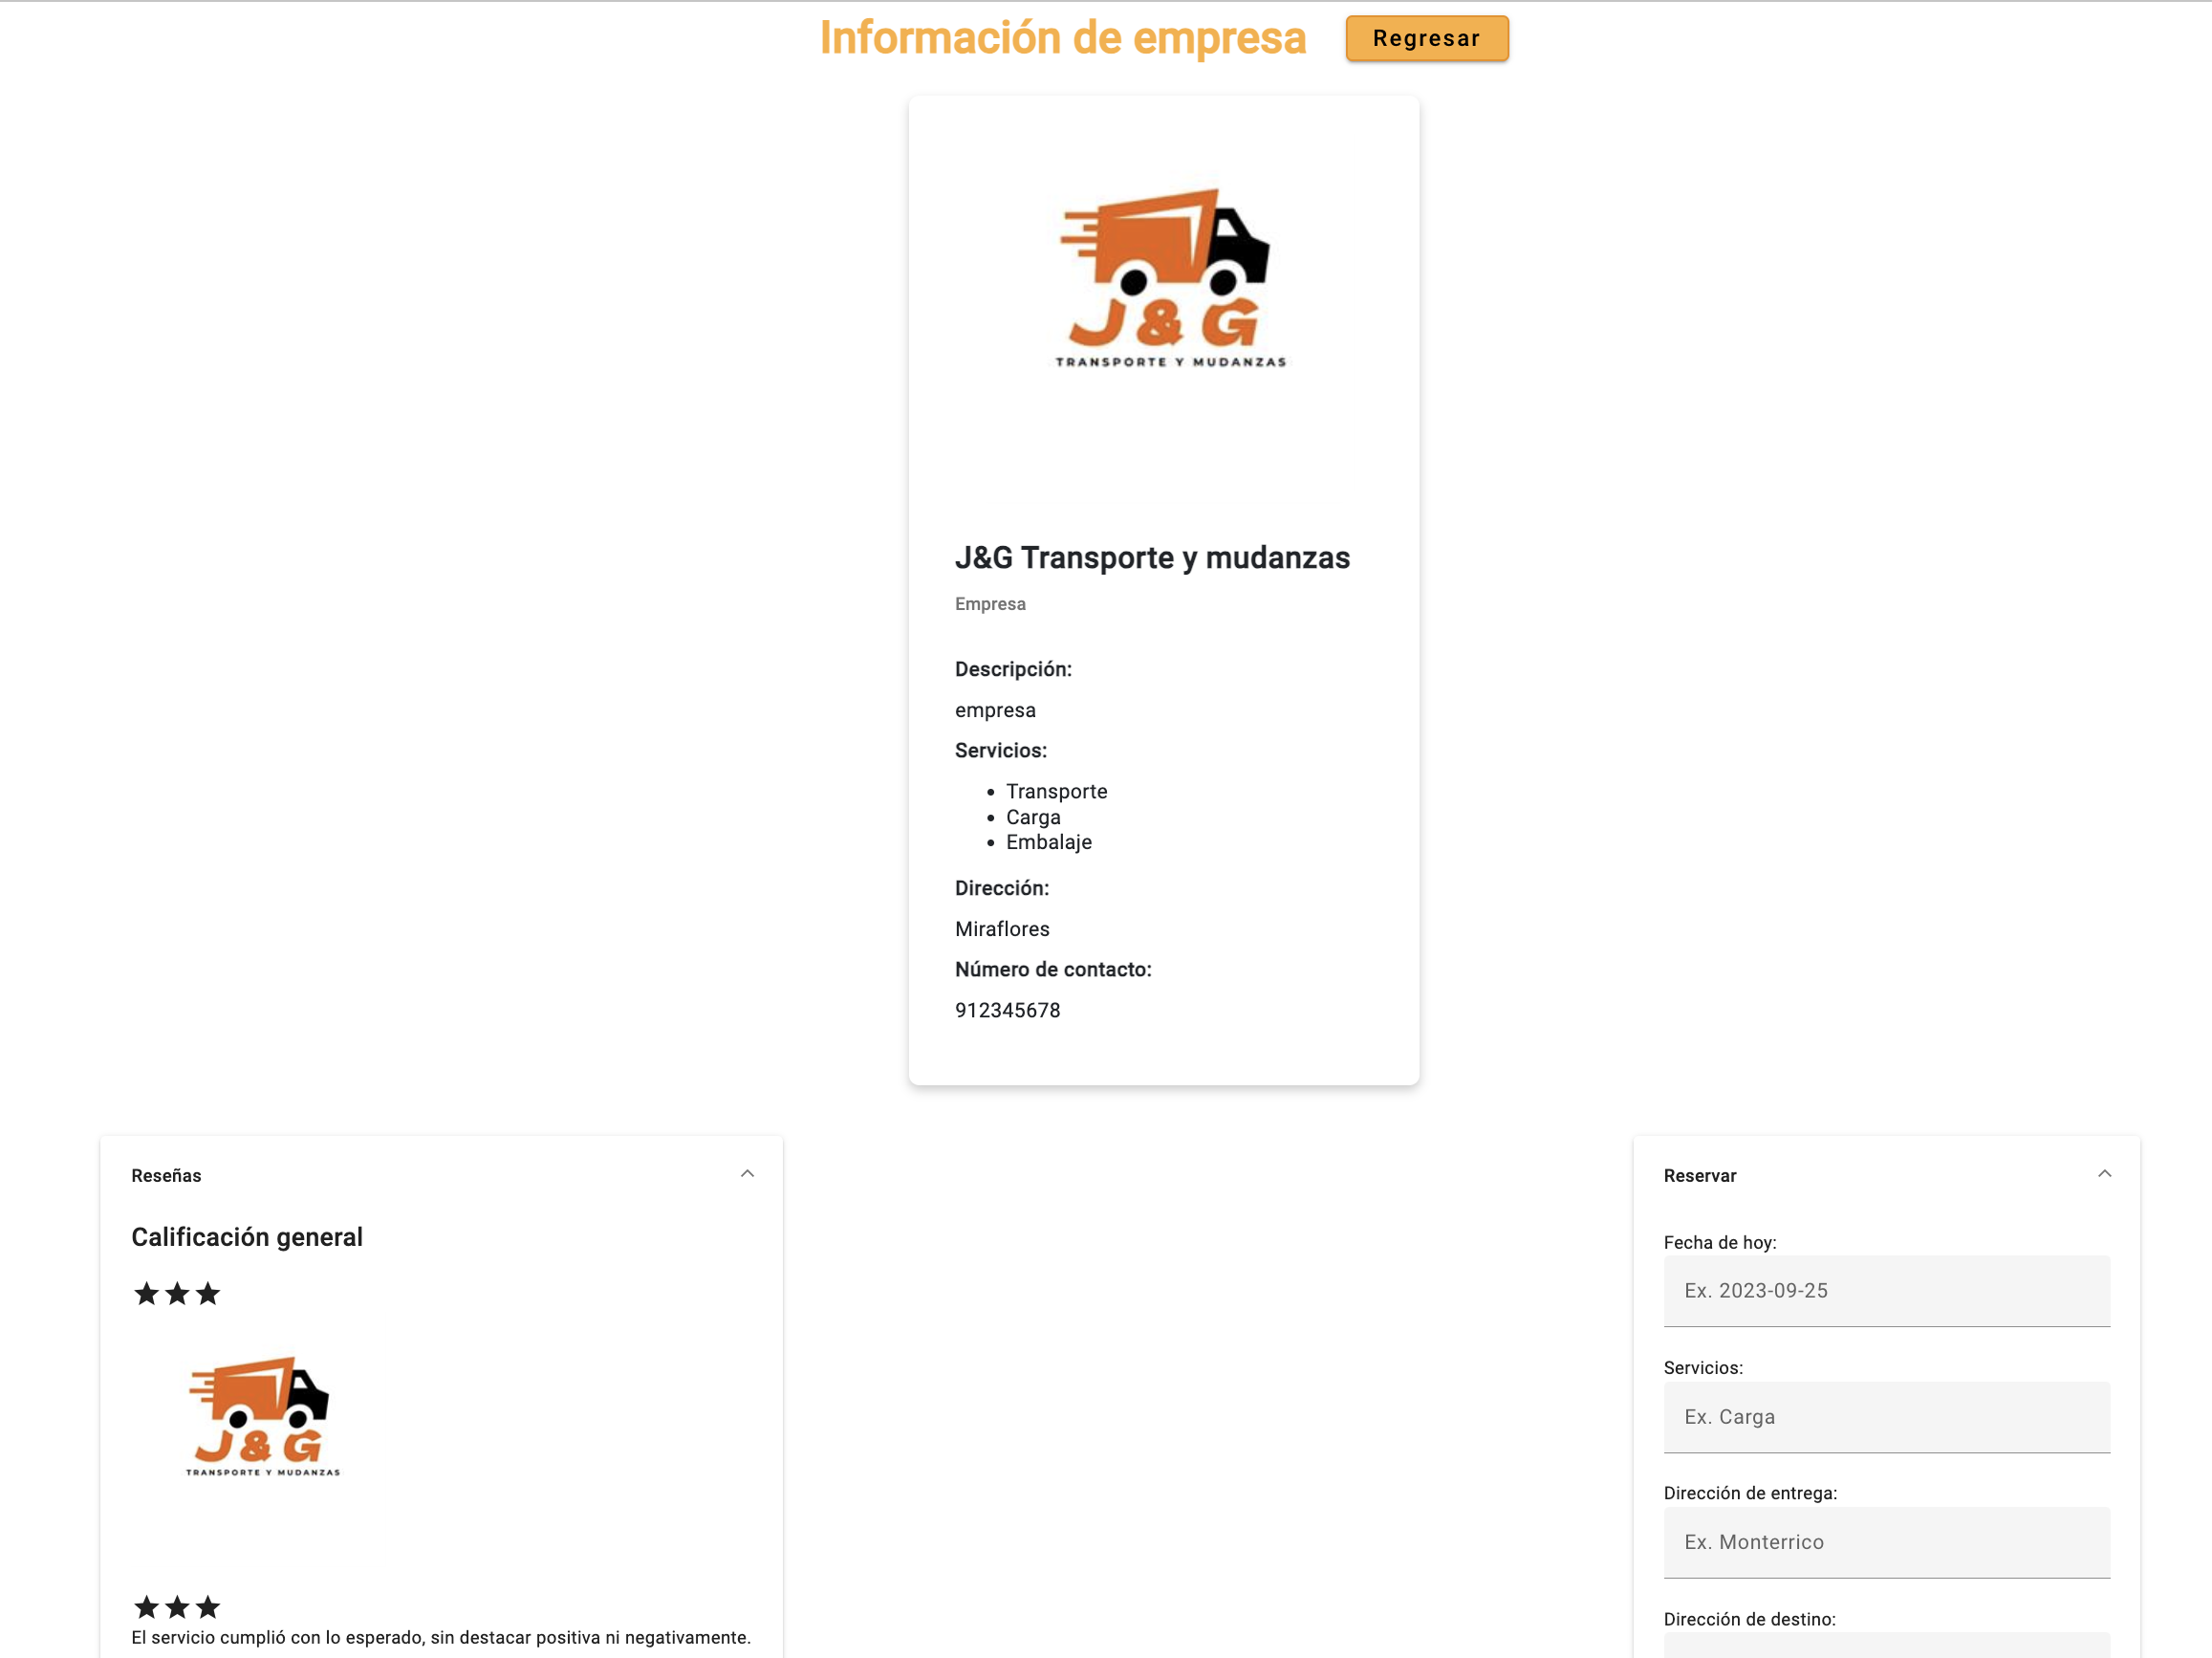 Información de empresa
Regresar
J & G
TRANSPORTE Y MUDANZAS
J&G Transporte y mudanzas
Empresa
Descripción:
empresa
Servicios:
Transporte
Carga
Embalaje
Dirección:
Miraflores
Número de contacto:
912345678
Reseñas
Calificación general
J & G
TRANSPORTE Y MUDANZAS
El servicio cumplió con lo esperado, sin destacar positiva ni negativamente.
Reservar
Fecha de hoy:
Ex. 2023-09-25
Servicios:
Ex. Carga
Dirección de entrega:
Ex. Monterrico
Dirección de destino: